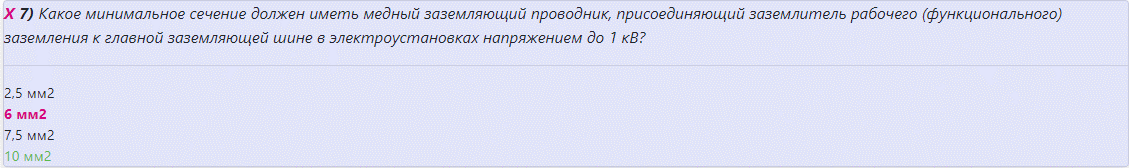 X 7) Какое минимальное сечение должен иметь медный заземляющий проводник, присоединяющий заземлитель рабочего (функционального)
заземления к главной заземляющей шине в электроустановках напряжением до 1 кВ?
2,5 мм2
6 мм2
7,5 мм2
10 мм2